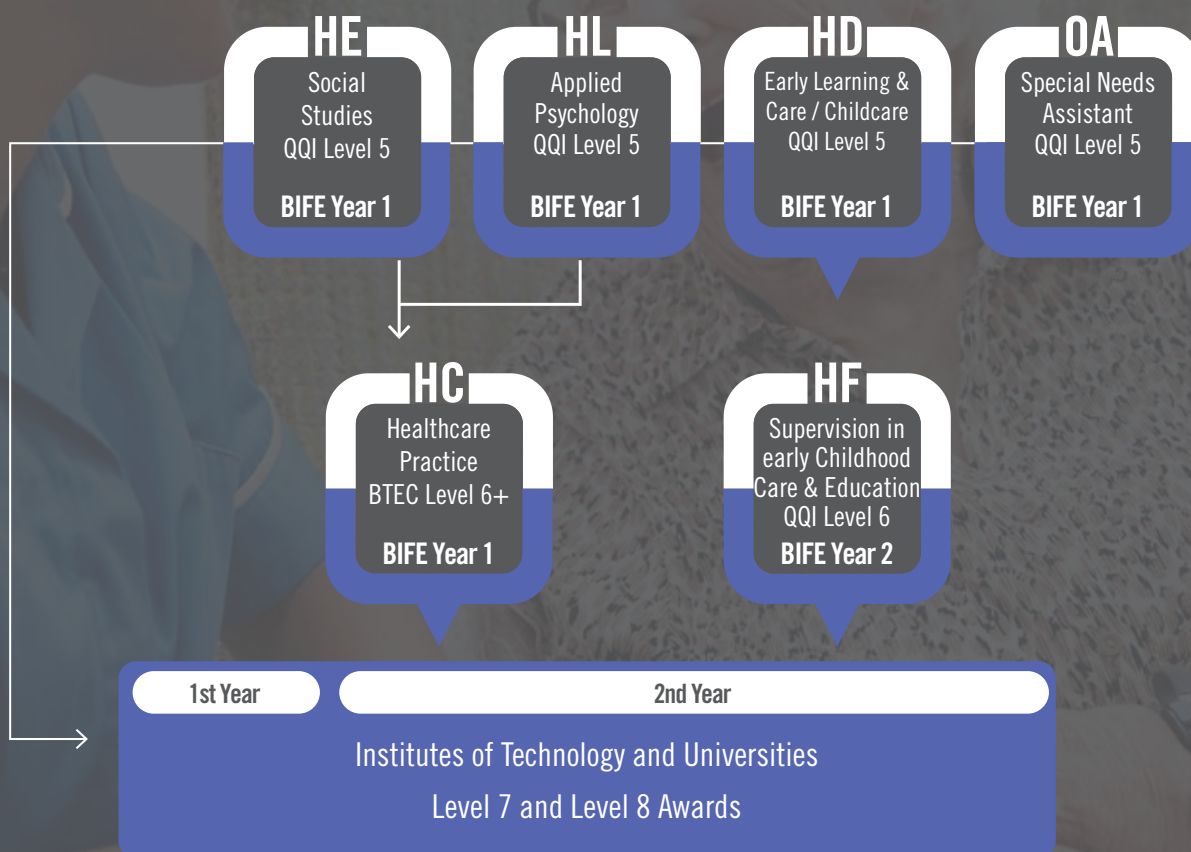 HE
Social
Studies
QQI Level 5
BIFE Year 1
HL
Applied
Psychology
QQI Level 5
BIFE Year 1
HD
Early Learning &
Care / Childcare
QQI Level 5
BIFE Year 1
OA
Special Needs
Assistant
QQI Level 5
BIFE Year 1
HC
Healthcare
Practice
BTEC Level 6+
BIFE Year 1
HF
Supervision in
early Childhood
Care & Education
QQI Level 6
BIFE Year 2
1st Year
2nd Year
Institutes of Technology and Universities
Level 7 and Level 8 Awards